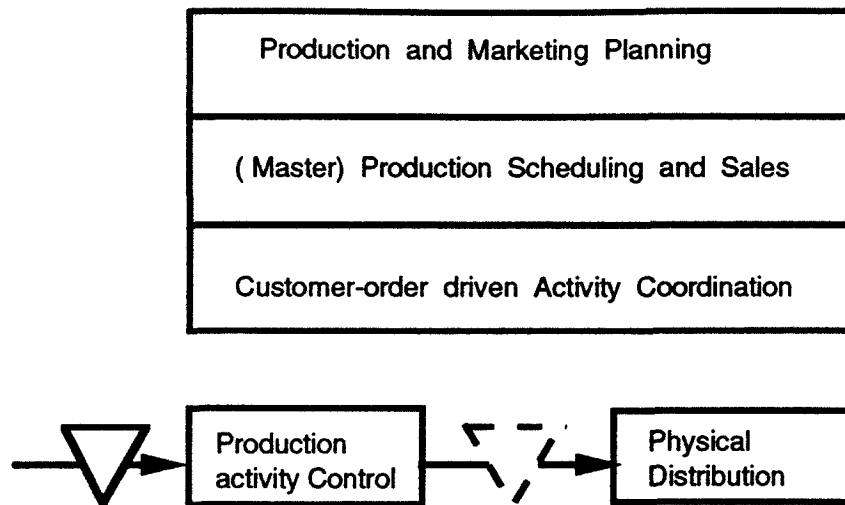 Production and Marketing Planning
( Master) Production Scheduling and Sales
Customer-order driven Activity Coordination
Production
activity Control
Physical
Distribution